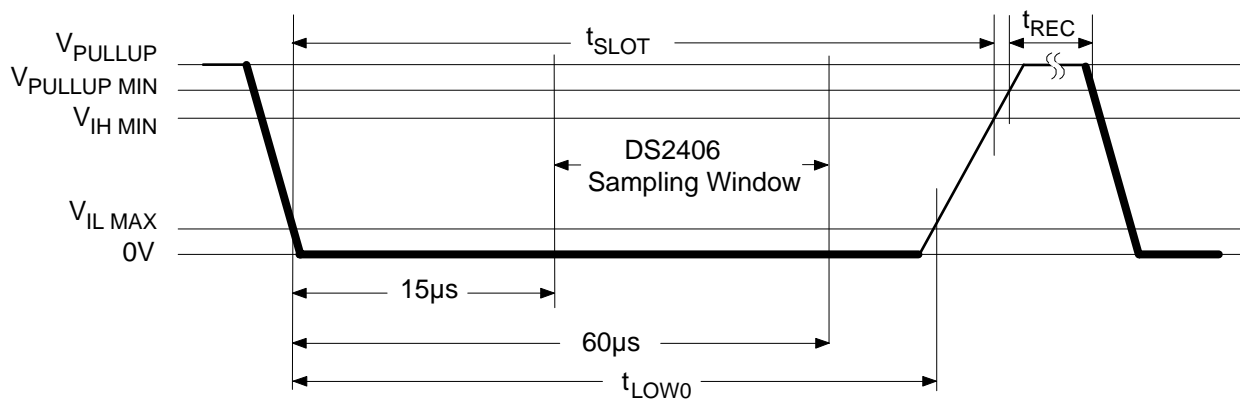 tSLOT
tREC
VPULLUP
VPULLUP MIN
VIH MIN
DS2406
Sampling Window
VIL MAX
0V
15µs
60µs
tLOW0